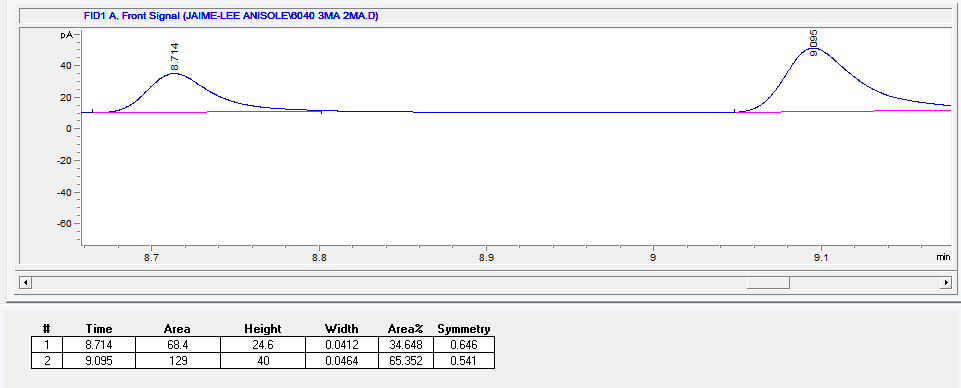 FID1 A, Front Signal (JAIME-LEE ANISOLE\6040 3MA 2MA.D)
pA
8.714
9.095
40
20
0
-20
-40
-60
8.7 8.8 8.9 9 9.1 min
# Time Area Height Width Area% Symmetry
1 8.714 68.4 24.6 0.0412 34.648 0.646
2 9.095 129 40 0.0464 65.352 0.541